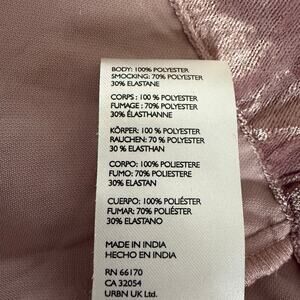 BODY: 100% POLYESTER
SMOCKING: 70% POLYESTER
30% ELASTANE
CORPS : 100 % POLYESTER
FUMAGE : 70% POLYESTER
30% ÉLASTHANNE
KÖRPER: 100 % POLYESTER
RAUCHEN: 70 % POLYESTER
30 % ELASTHAN
CORPO: 100% POLIESTERE
FUMO: 70% POLIESTERE
30% ELASTAN
CUERPO: 100% POLIÉSTER
FUMAR: 70% POLIÉSTER
30% ELASTANO
MADE IN INDIA
HECHO EN INDIA
RN 66170
CA 32054
URBN UK Ltd.